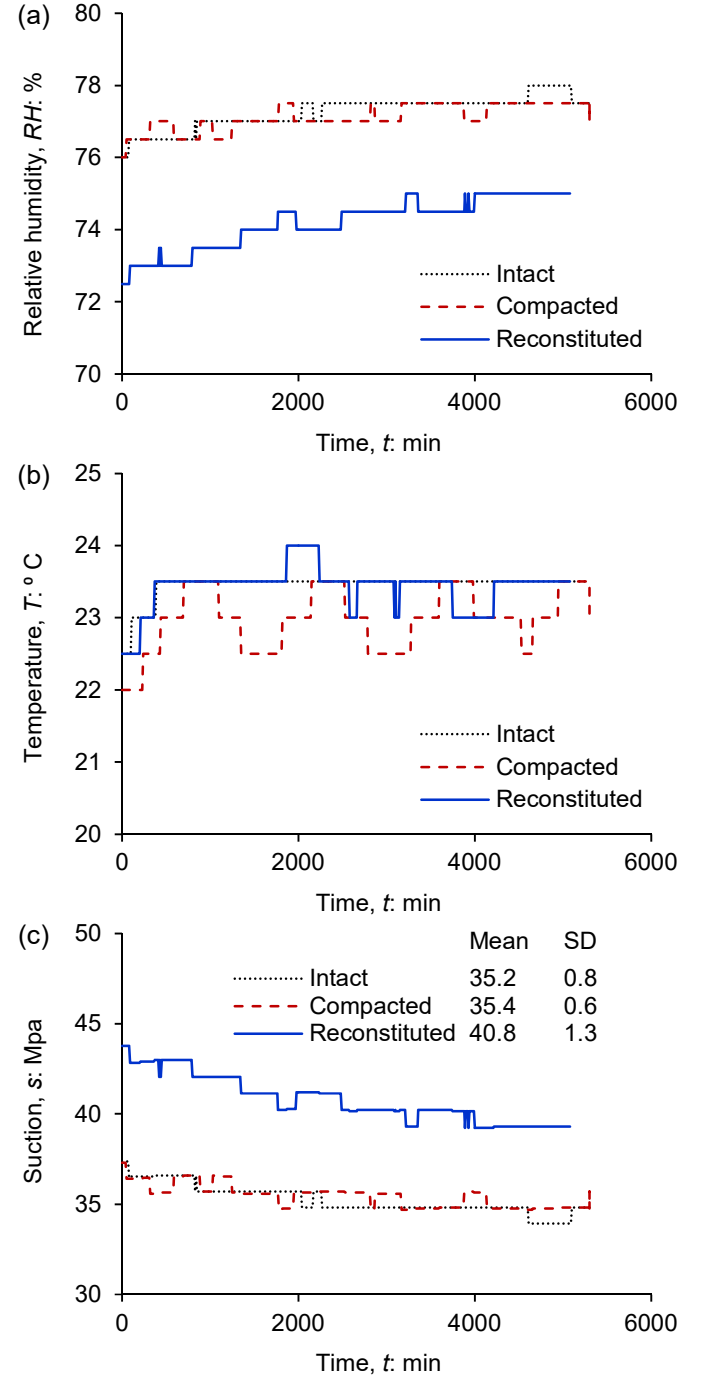 (a)
Relative humidity, RH: %
80
78
76
74
72
70
Intact
Compacted
Reconstituted
0 2000 4000 6000
Time, t: min
(b)
Temperature, T: º C
25
24
23
22
21
20
Intact
Compacted
Reconstituted
0 2000 4000 6000
Time, t: min
(c)
Suction, s: Mpa
50
45
40
35
30
Mean SD
Intact 35.2 0.8
Compacted 35.4 0.6
Reconstituted 40.8 1.3
0 2000 4000 6000
Time, t: min